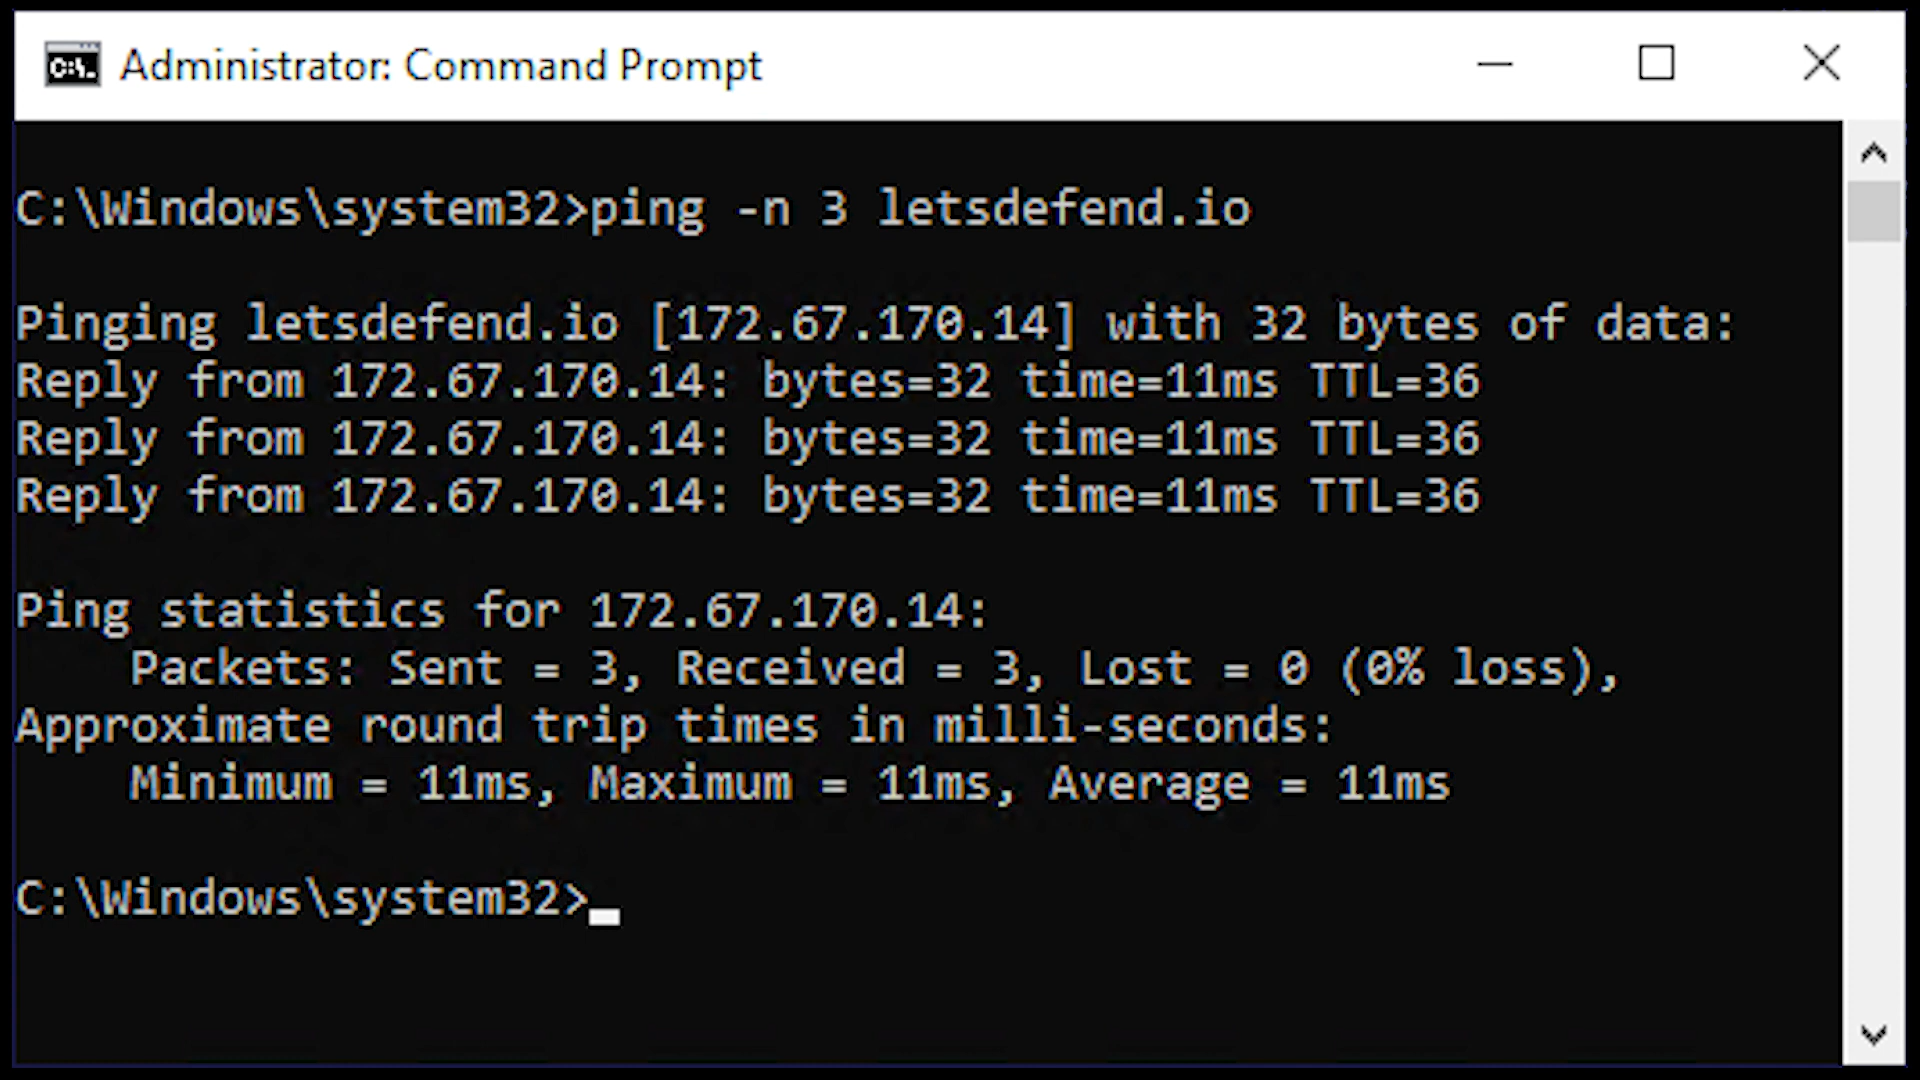 Administrator: Command Prompt
C:\Windows\system32>ping -n 3 letsdefend.io
Pinging letsdefend.io [172.67.170.14] with 32 bytes of data:
Reply from 172.67.170.14: bytes=32 time=11ms TTL=36
Reply from 172.67.170.14: bytes=32 time=11ms TTL=36
Reply from 172.67.170.14: bytes=32 time=11ms TTL=36
Ping statistics for 172.67.170.14:
    Packets: Sent = 3, Received = 3, Lost = 0 (0% loss),
Approximate round trip times in milli-seconds:
    Minimum = 11ms, Maximum = 11ms, Average = 11ms
C:\Windows\system32>